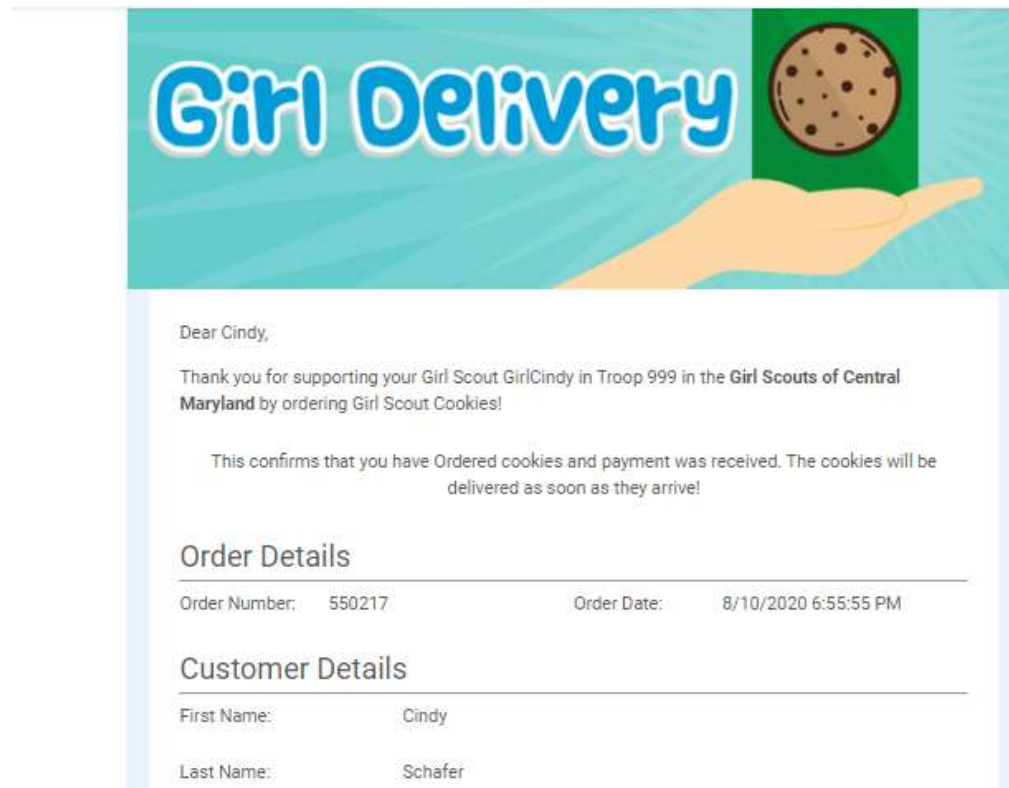 Girl Delivery
Dear Cindy,
Thank you for supporting your Girl Scout GirlCindy in Troop 999 in the Girl Scouts of Central
Maryland by ordering Girl Scout Cookies!
This confirms that you have Ordered cookies and payment was received. The cookies will be
delivered as soon as they arrive!
Order Details
Order Number: 550217 Order Date: 8/10/2020 6:55:55 PM
Customer Details
First Name: Cindy
Last Name: Schafer